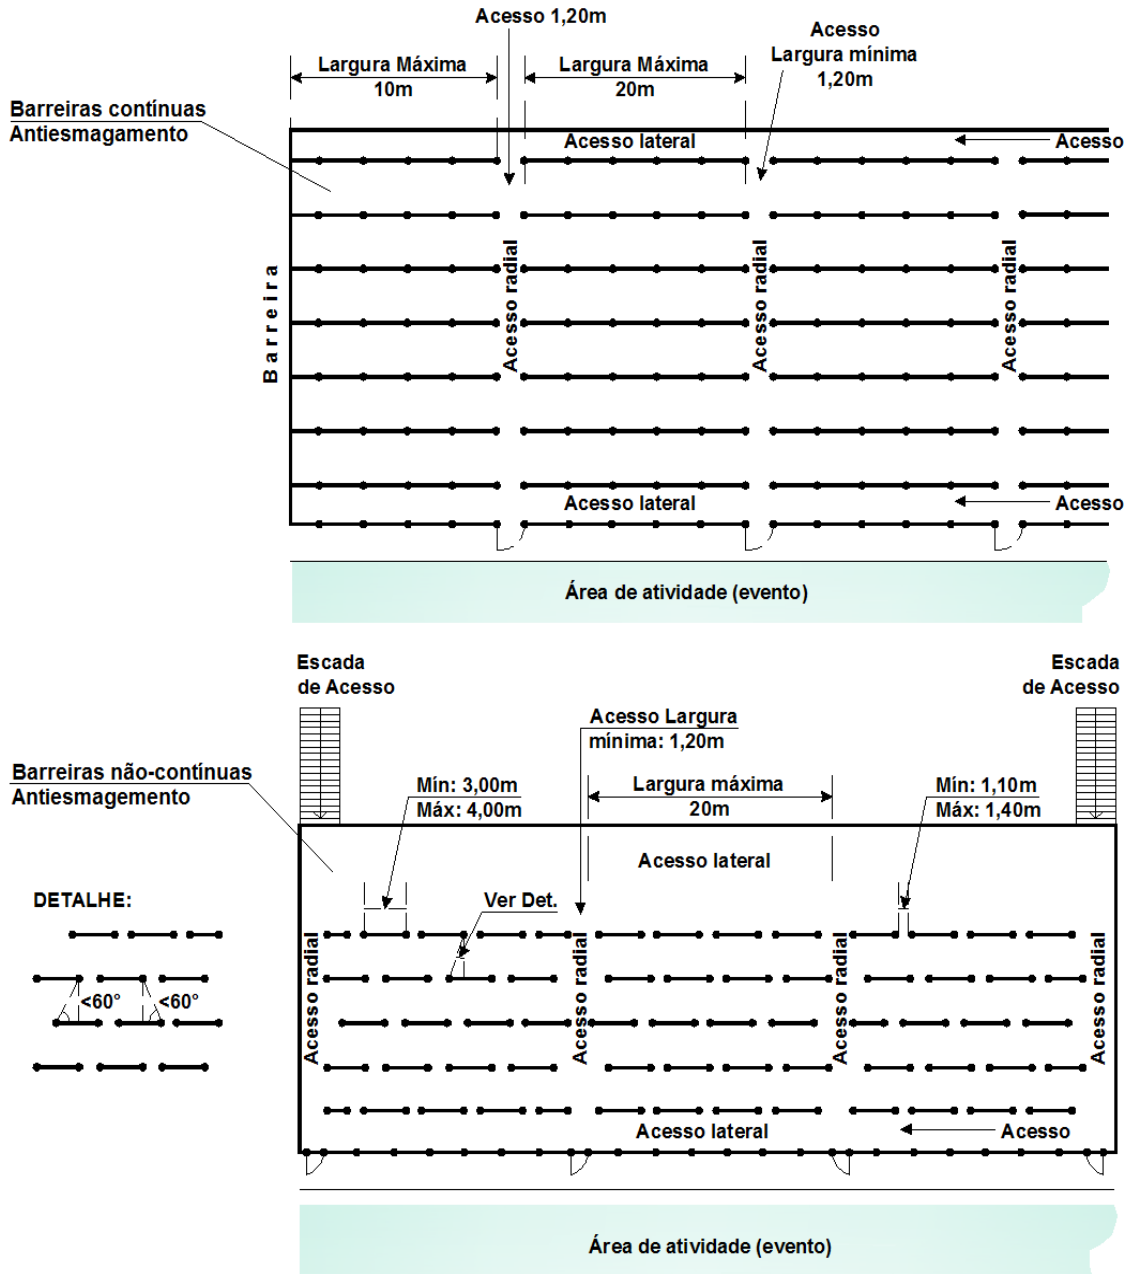 Acesso 1,20m
Acesso
Largura mínima
1,20m
Largura Máxima
10m
Largura Máxima
20m
Barreiras contínuas
Antiesmagamento
Acesso lateral
Acesso
Barreira
Acesso radial
Acesso radial
Acesso radial
Acesso lateral
Acesso
Área de atividade (evento)
Escada
de Acesso
Escada
de Acesso
Acesso Largura
mínima: 1,20m
Barreiras não-contínuas
Antiesmagemento
Mín: 3,00m
Máx: 4,00m
Largura máxima
20m
Mín: 1,10m
Máx: 1,40m
Acesso lateral
DETALHE:
Ver Det.
<60°
<60°
Acesso radial
Acesso radial
Acesso radial
Acesso radial
Acesso lateral
Acesso
Área de atividade (evento)